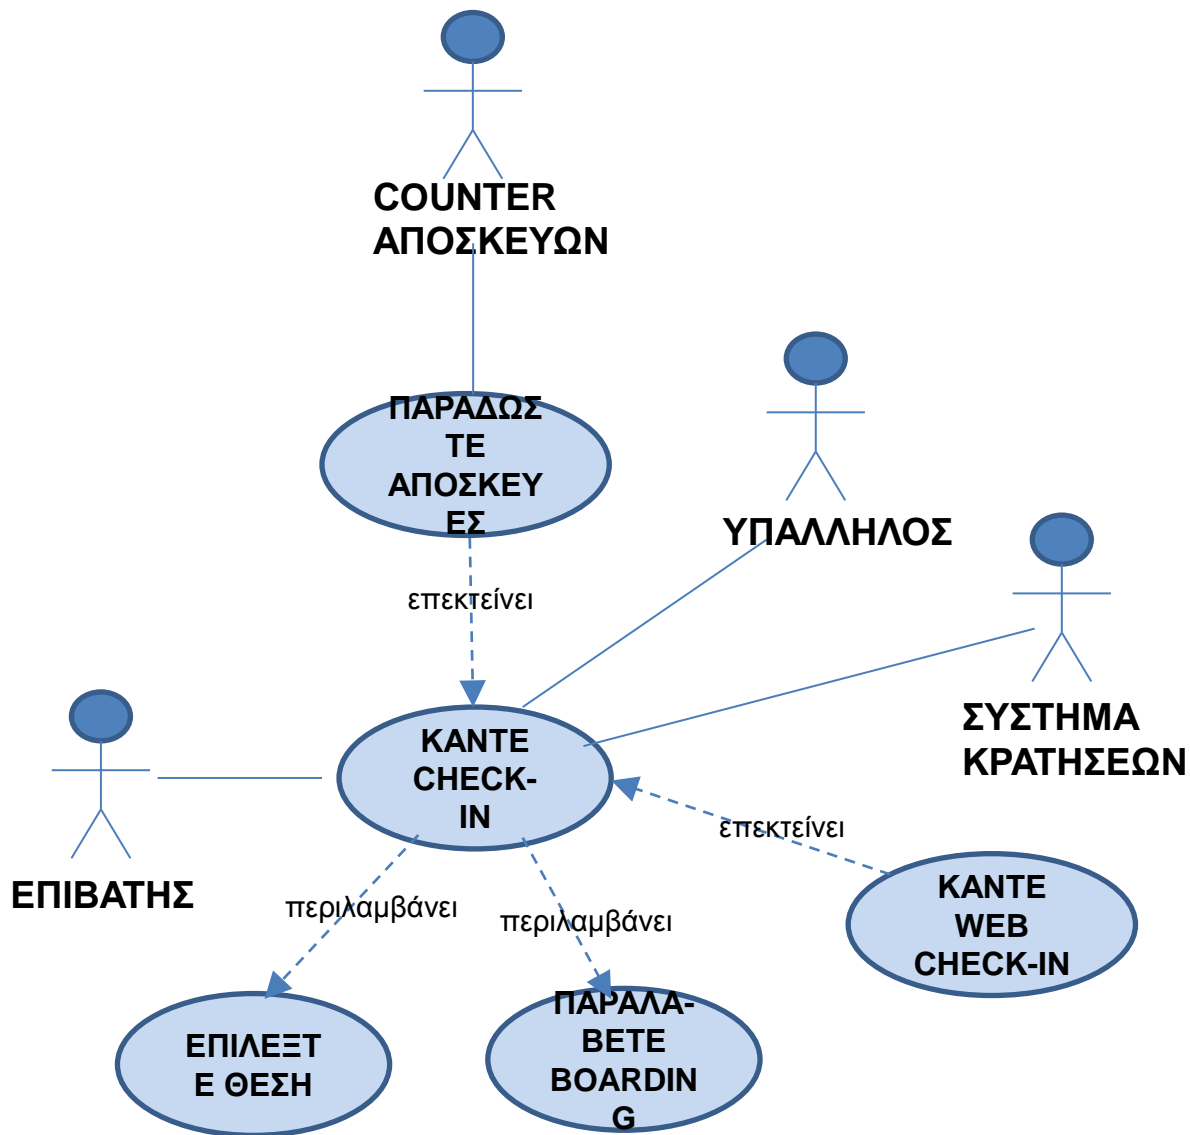 COUNTER
ΑΠΟΣΚΕΥΩΝ
ΠΑΡΑΔΩΣ
ΤΕ
ΑΠΟΣΚΕΥ
ΕΣ
ΥΠΑΛΛΗΛΟΣ
επεκτείνει
ΣΥΣΤΗΜΑ
ΚΡΑΤΗΣΕΩΝ
ΚΑΝΤΕ
CHECK-
IN
επεκτείνει
ΕΠΙΒΑΤΗΣ
περιλαμβάνει
περιλαμβάνει
ΚΑΝΤΕ
WEB
CHECK-IN
ΕΠΙΛΕΞΤ
Ε ΘΕΣΗ
ΠΑΡΑΛΑ-
ΒΕΤΕ
BOARDIN
G